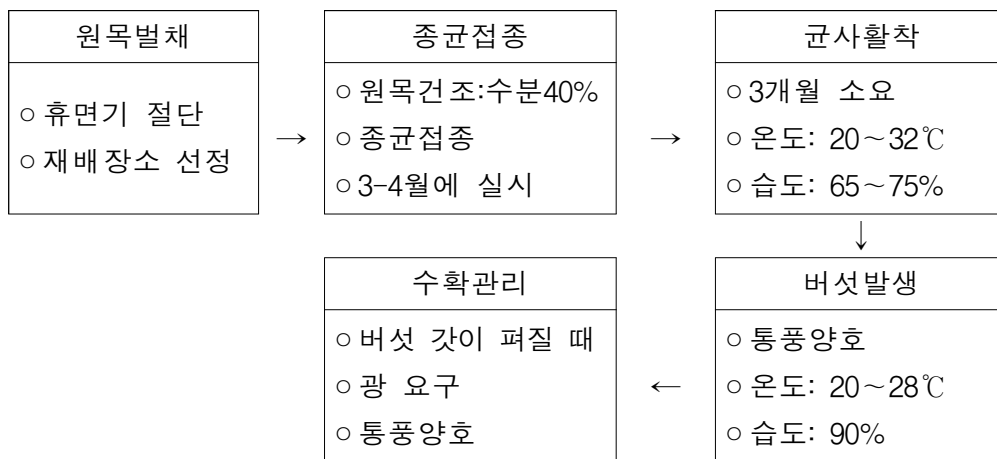 원목벌채
○ 휴면기 절단
○ 재배장소 선정
→
종균접종
○ 원목건조:수분40%
○ 종균접종
○ 3-4월에 실시
→
균사활착
○ 3개월 소요
○ 온도: 20～32℃
○ 습도: 65～75%
↓
버섯발생
○ 통풍양호
○ 온도: 20～28℃
○ 습도: 90%
←
수확관리
○ 버섯 갓이 펴질 때
○ 광 요구
○ 통풍양호